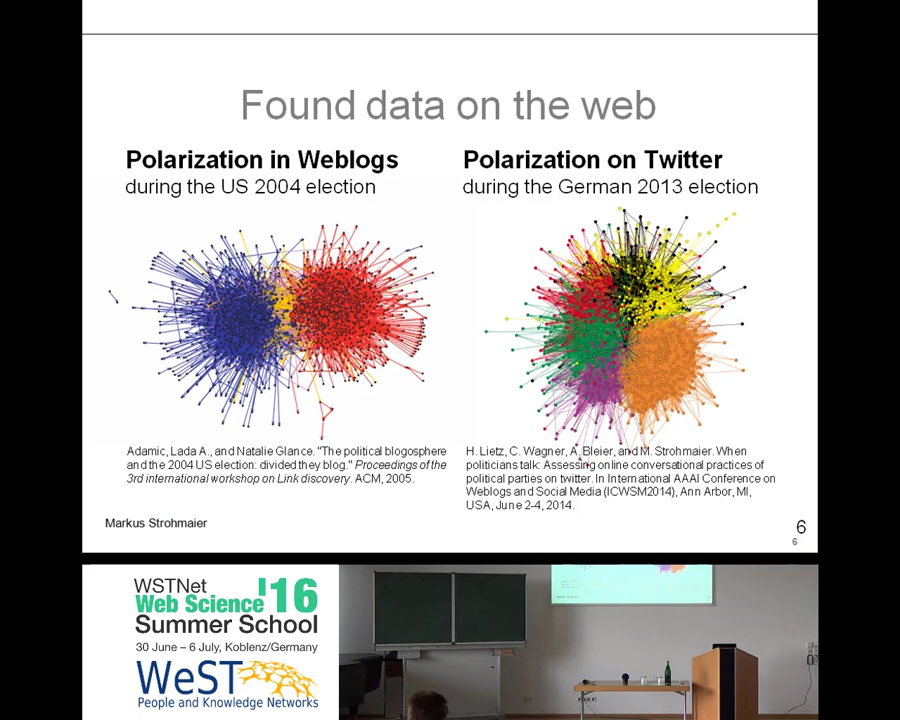 Found data on the web
Polarization in Weblogs
during the US 2004 election
Polarization on Twitter
during the German 2013 election
Adamic, Lada A., and Natalie Glance. "The political blogosphere
and the 2004 US election: divided they blog." Proceedings of the
3rd international workshop on Link discovery. ACM, 2005.
H. Lietz, C. Wagner, A. Bleier, and M. Strohmaier. When
politicians talk: Assessing online conversational practices of
political parties on twitter. In International AAAI Conference on
Weblogs and Social Media (ICWSM2014), Ann Arbor, MI,
USA, June 2-4, 2014.
Markus Strohmaier
6
6
WSTNet
Web Science '16
Summer School
30 June – 6 July, Koblenz/Germany
WeST
People and Knowledge Networks